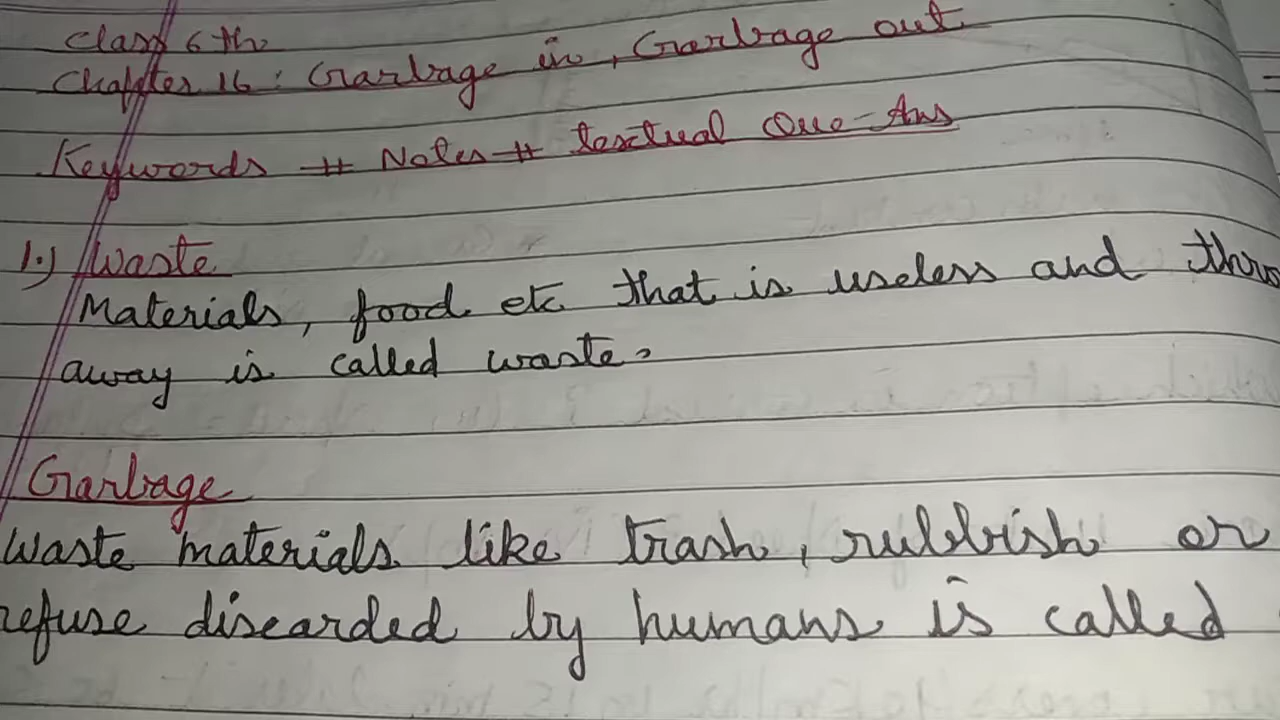 Class 6th
Chapter 16: Garbage in, Garbage out
Keywords # Notes # textual Que-Ans
1.) Waste
Materials, food etc that is useless and thro
away is called waste.
Garbage
Waste materials like trash, rubbish or
refuse discarded by humans is called